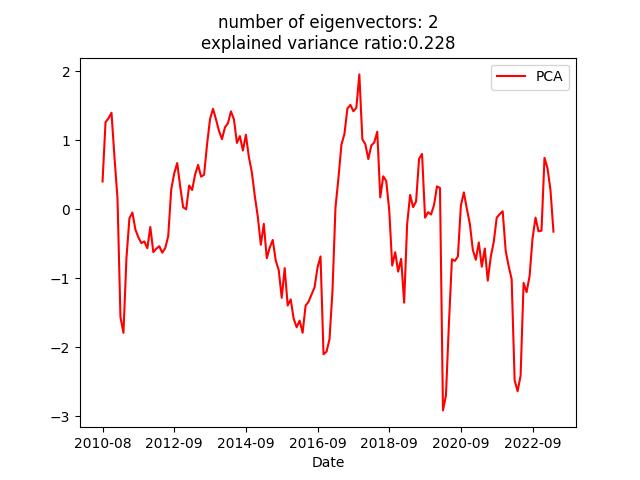 number of eigenvectors: 2
explained variance ratio:0.228
PCA
2
1
0
−1
−2
−3
2010-08 2012-09 2014-09 2016-09 2018-09 2020-09 2022-09
Date